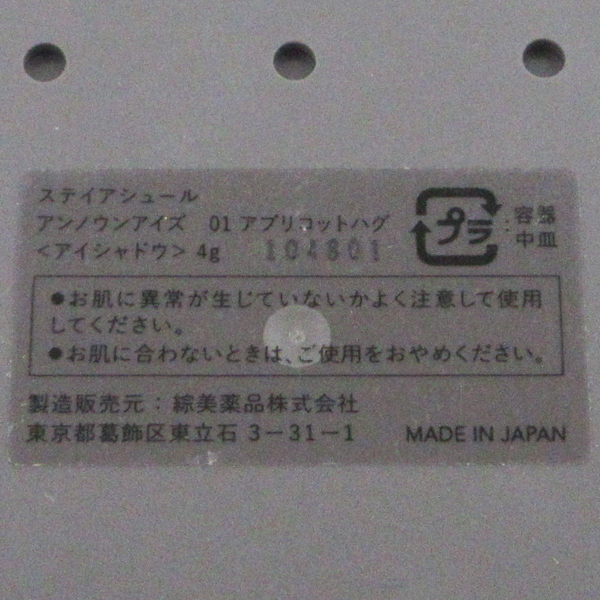 ステイアシュール
アンノウンアイズ 01 アプリコットハグ
<アイシャドウ> 4g 104801
プラ : 容器
中皿
●お肌に異常が生じていないかよく注意して使用
してください。
●お肌に合わないときは、ご使用をおやめください。
製造販売元：綜美薬品株式会社
東京都葛飾区東立石 3-31-1 MADE IN JAPAN